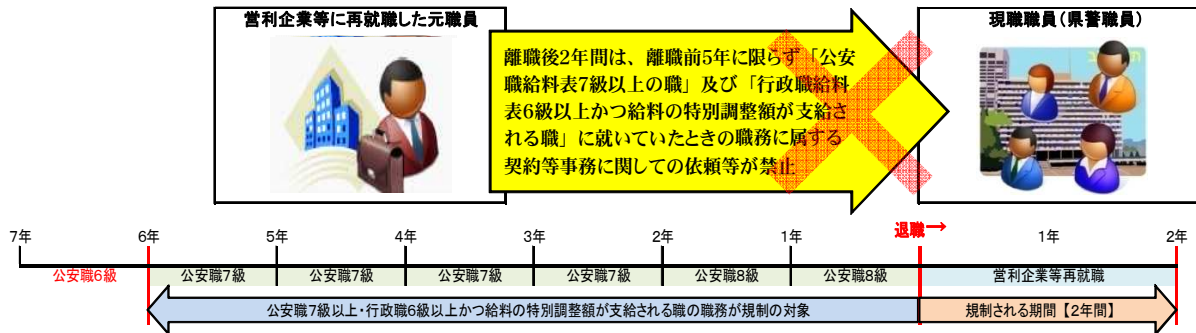 営利企業等に再就職した元職員
現職職員(県警職員)
離職後2年間は、離職前5年に限らず「公安
職給料表7級以上の職」及び「行政職給料
表6級以上かつ給料の特別調整額が支給さ
れる職」に就いていたときの職務に属する
契約等事務に関しての依頼等が禁止
7年 6年 5年 4年 3年 2年 1年 退職→ 1年 2年
公安職6級 公安職7級 公安職7級 公安職7級 公安職7級 公安職8級 公安職8級 営利企業等再就職
公安職7級以上・行政職6級以上かつ給料の特別調整額が支給される職の職務が規制の対象 規制される期間【2年間】